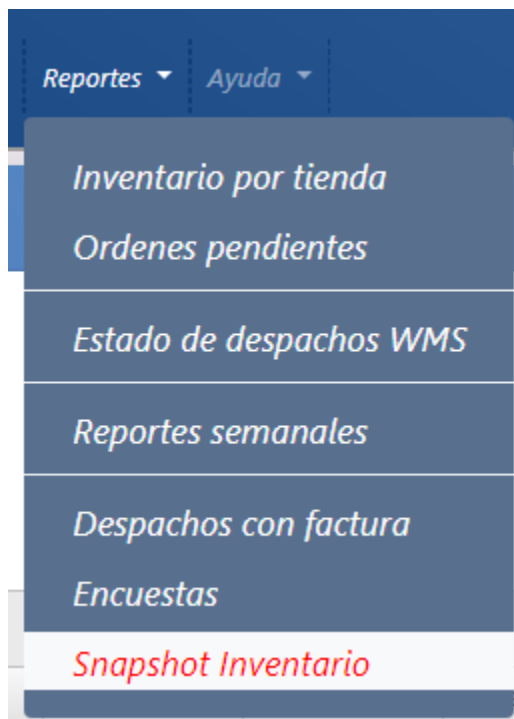 Reportes Ayuda
Inventario por tienda
Ordenes pendientes
Estado de despachos WMS
Reportes semanales
Despachos con factura
Encuestas
Snapshot Inventario